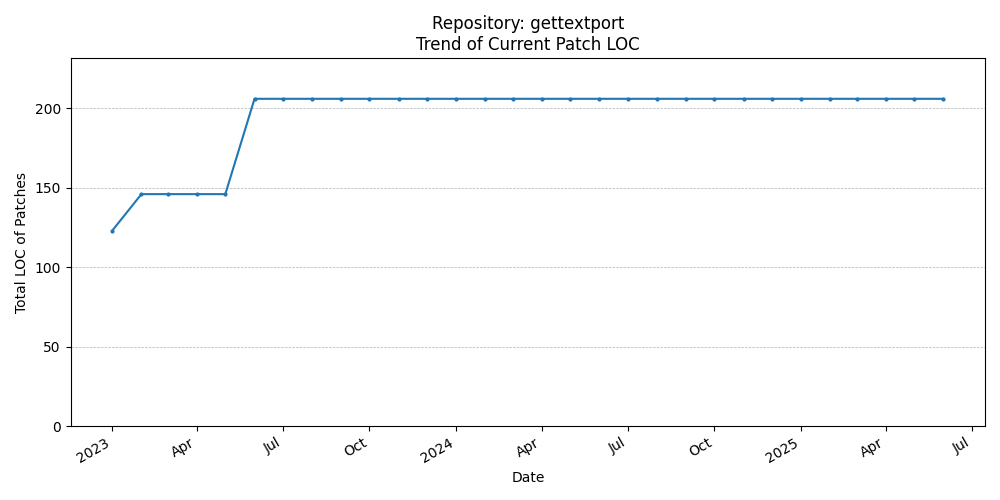 Repository: gettextport
Trend of Current Patch LOC
Total LOC of Patches
200
150
100
50
0
2023
Apr
Jul
Oct
2024
Apr
Jul
Oct
2025
Apr
Jul
Date